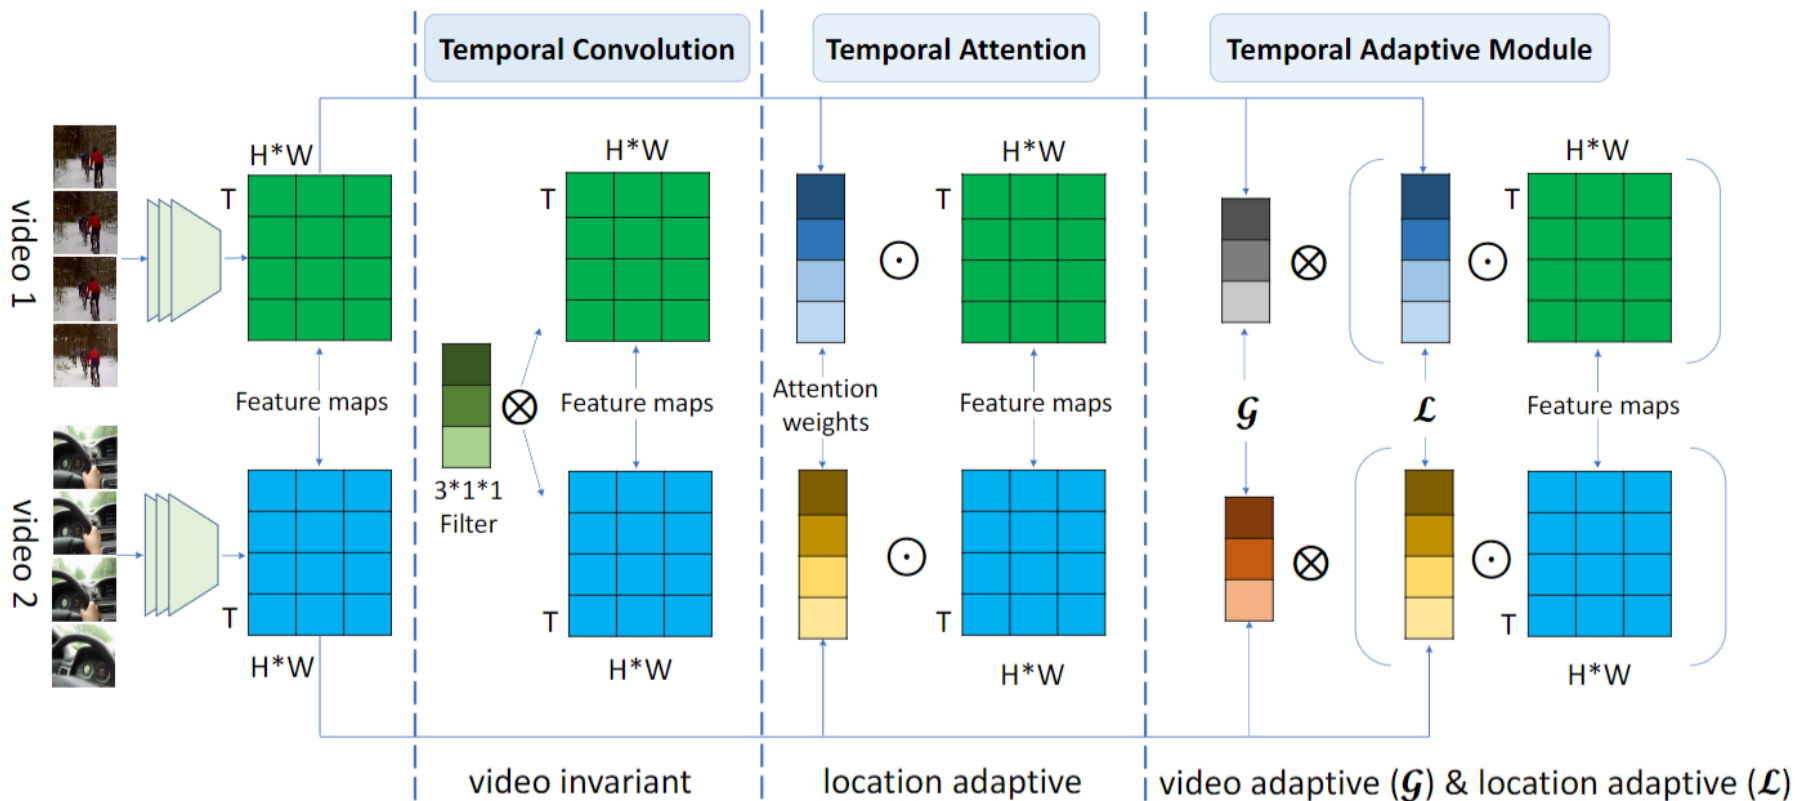 Temporal Convolution
Temporal Attention
Temporal Adaptive Module
video 1
H*W
T
H*W
T
H*W
T
H*W
T
Feature maps
Feature maps
Attention
weights
Feature maps
𝓖
𝓛
Feature maps
3*1*1
Filter
video 2
T
H*W
T
H*W
T
H*W
T
H*W
video invariant
location adaptive
video adaptive (𝓖) & location adaptive (𝓛)